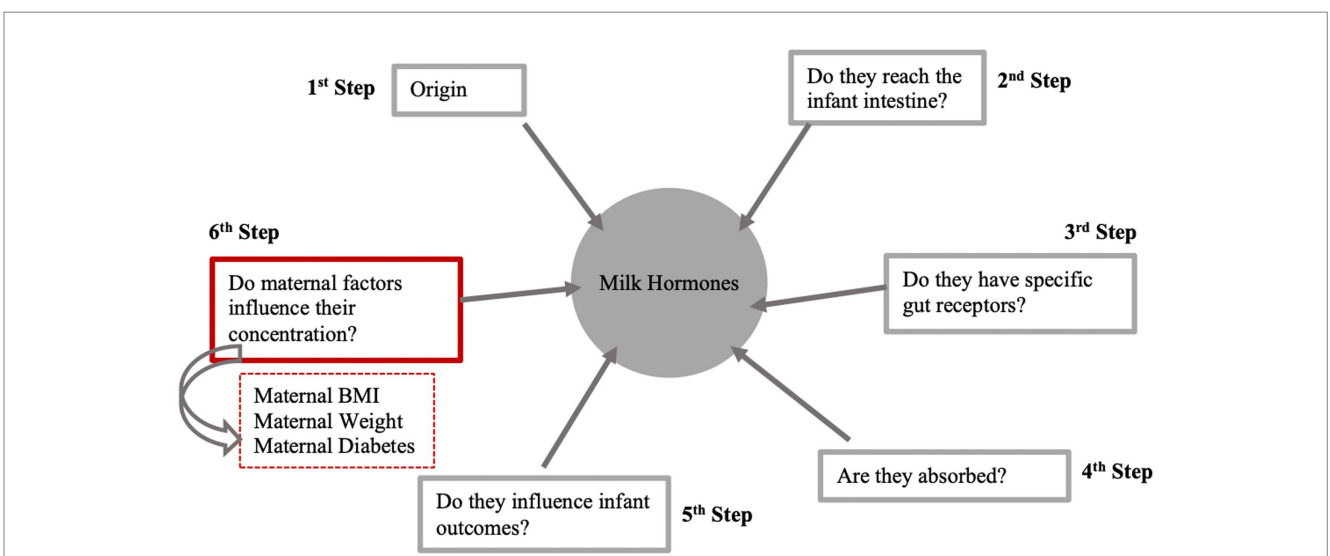 1st Step
Origin
Do they reach the
infant intestine?
2nd Step
3rd Step
Do they have specific
gut receptors?
Milk Hormones
6th Step
Do maternal factors
influence their
concentration?
Maternal BMI
Maternal Weight
Maternal Diabetes
Are they absorbed?
4th Step
Do they influence infant
outcomes?
5th Step